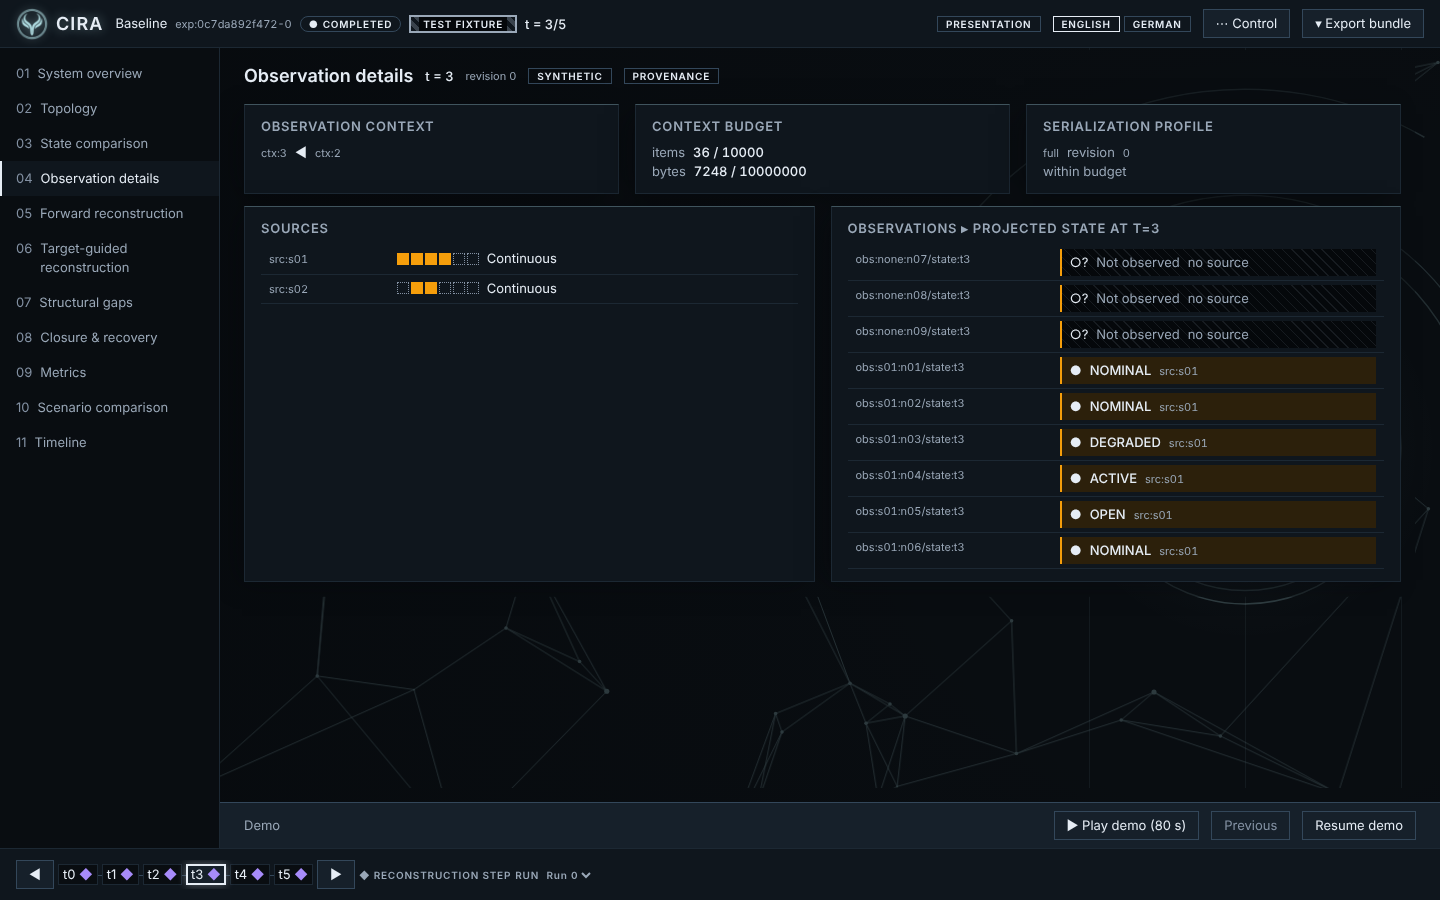 CIRA Baseline exp:0c7da892f472-0 ● COMPLETED TEST FIXTURE t = 3/5 PRESENTATION ENGLISH GERMAN ··· Control ▾ Export bundle
01 System overview
02 Topology
03 State comparison
04 Observation details
05 Forward reconstruction
06 Target-guided
reconstruction
07 Structural gaps
08 Closure & recovery
09 Metrics
10 Scenario comparison
11 Timeline
Observation details t = 3 revision 0 SYNTHETIC PROVENANCE
OBSERVATION CONTEXT
ctx:3 ◀ ctx:2
CONTEXT BUDGET
items 36 / 10000
bytes 7248 / 10000000
SERIALIZATION PROFILE
full revision 0
within budget
SOURCES
src:s01 Continuous
src:s02 Continuous
OBSERVATIONS ▸ PROJECTED STATE AT T=3
obs:none:n07/state:t3 ○? Not observed no source
obs:none:n08/state:t3 ○? Not observed no source
obs:none:n09/state:t3 ○? Not observed no source
obs:s01:n01/state:t3 ● NOMINAL src:s01
obs:s01:n02/state:t3 ● NOMINAL src:s01
obs:s01:n03/state:t3 ● DEGRADED src:s01
obs:s01:n04/state:t3 ● ACTIVE src:s01
obs:s01:n05/state:t3 ● OPEN src:s01
obs:s01:n06/state:t3 ● NOMINAL src:s01
Demo ▶ Play demo (80 s) Previous Resume demo
◀ t0 ◆ t1 ◆ t2 ◆ t3 ◆ t4 ◆ t5 ◆ ▶ ◆ RECONSTRUCTION STEP RUN Run 0